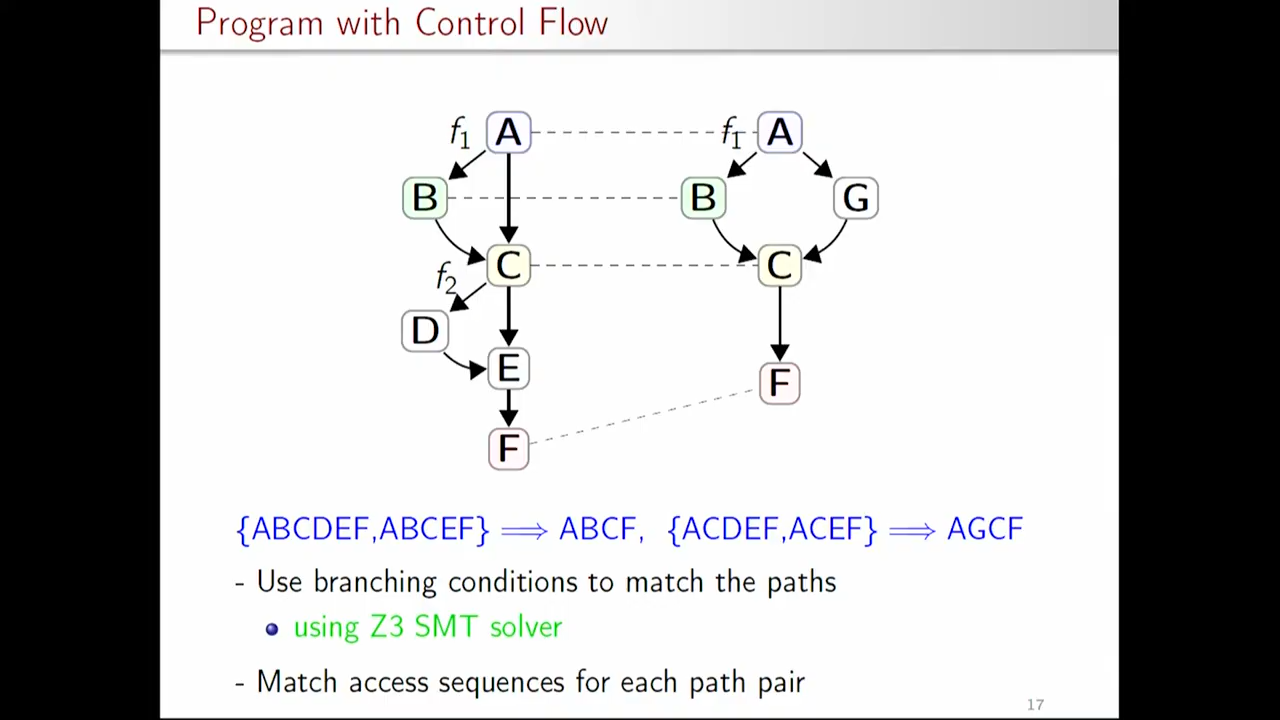 Program with Control Flow
f1 A f1 A
B B G
C C
f2
D
E
F
F
{ABCDEF,ABCEF} ⟹ ABCF, {ACDEF,ACEF} ⟹ AGCF
- Use branching conditions to match the paths
using Z3 SMT solver
- Match access sequences for each path pair
17